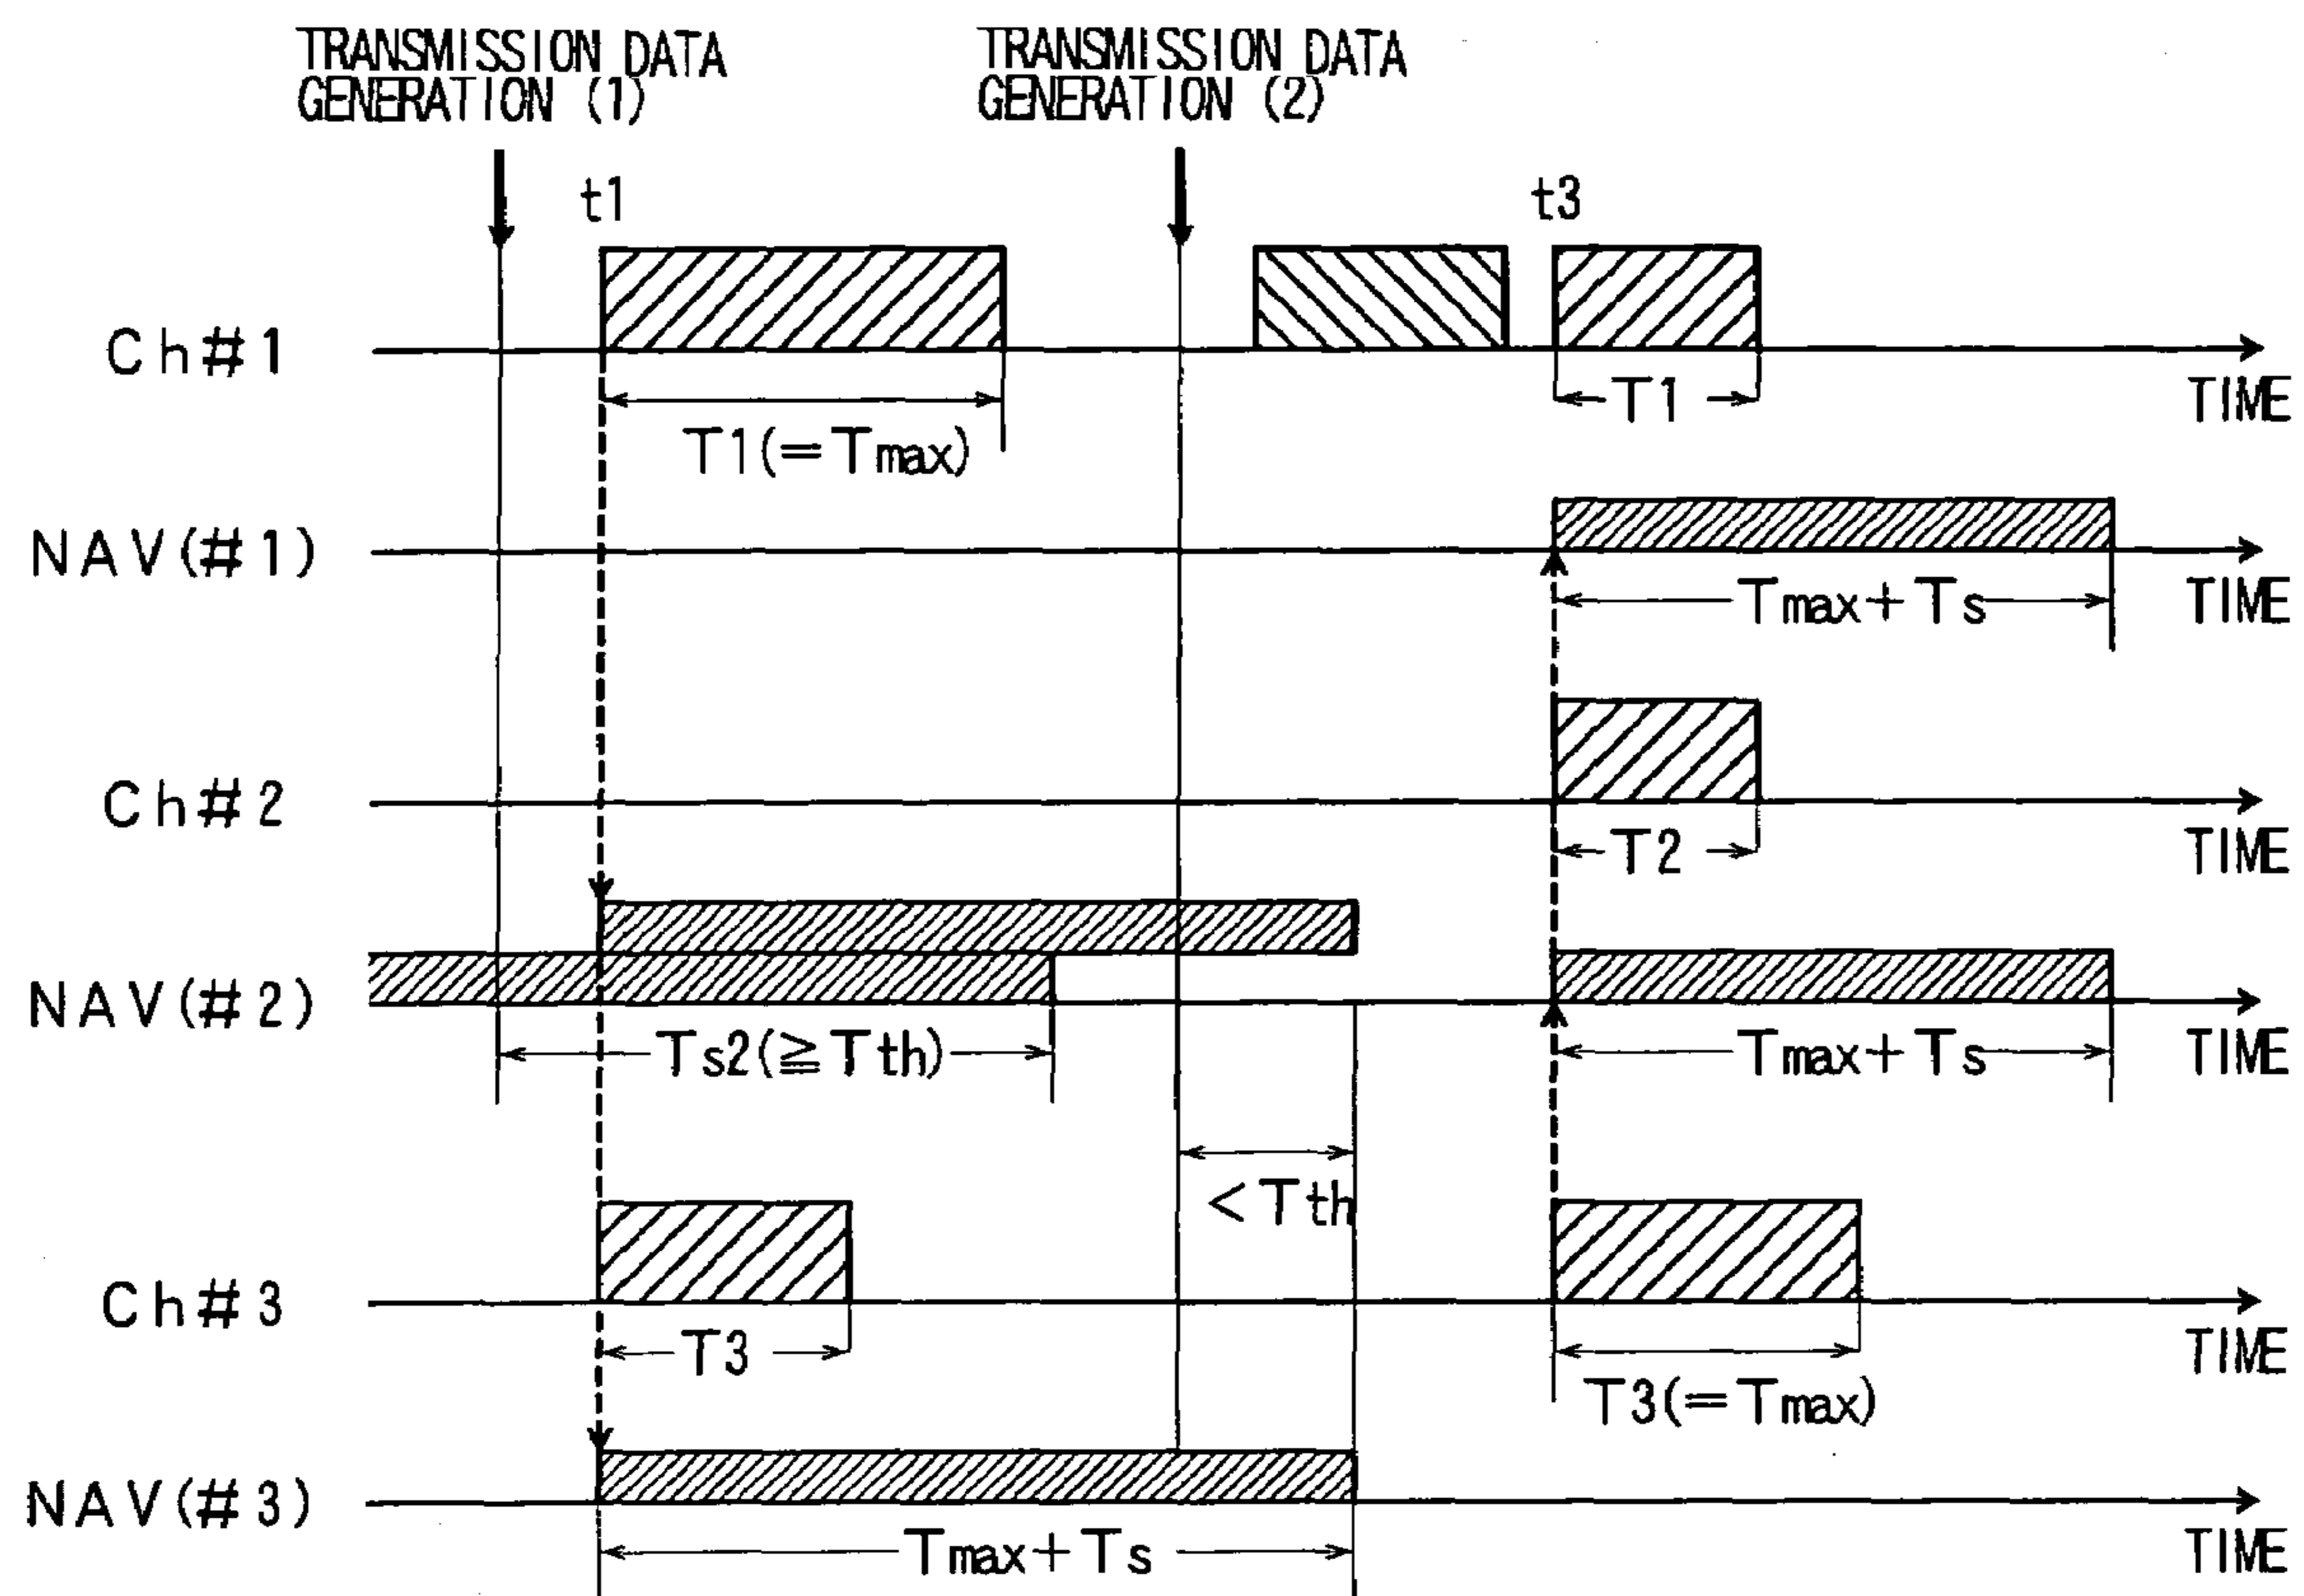 TRANSMISSION DATA
GENERATION (1)
TRANSMISSION DATA
GENERATION (2)
t1
t3
Ch#1
TIME
T1(=Tmax)
T1
NAV(#1)
TIME
Tmax+Ts
Ch#2
TIME
T2
NAV(#2)
TIME
Ts2(≧Tth)
Tmax+Ts
<Tth
Ch#3
TIME
T3
T3(=Tmax)
NAV(#3)
TIME
Tmax+Ts